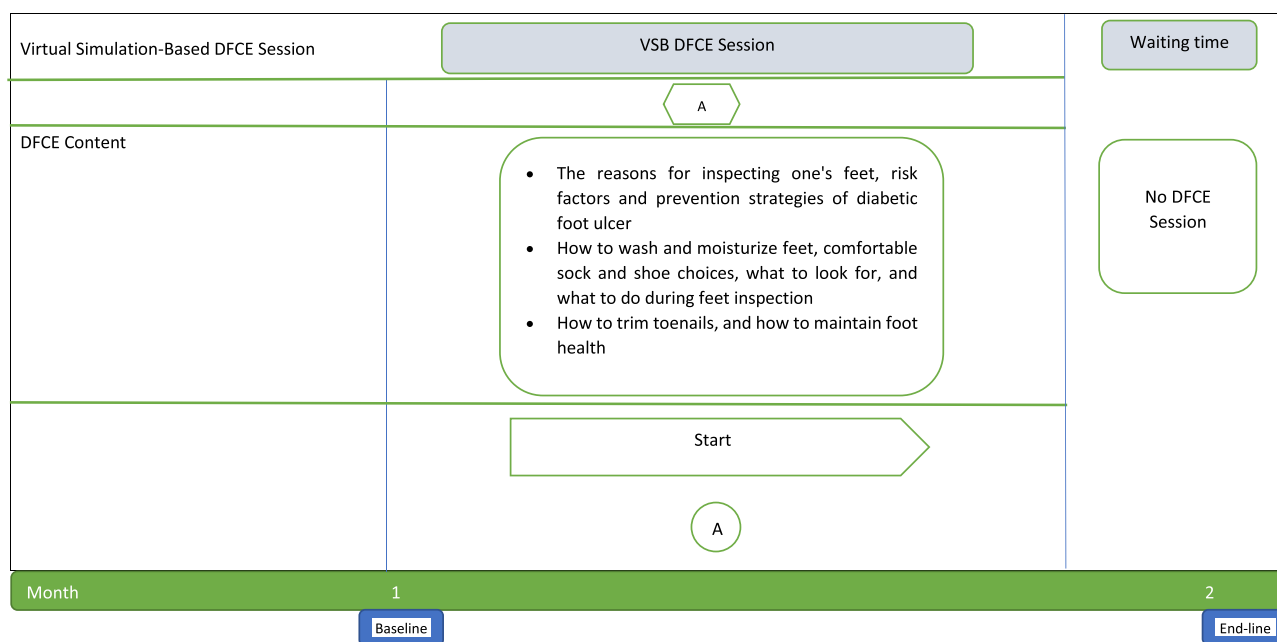 Virtual Simulation-Based DFCE Session
VSB DFCE Session
Waiting time
A
DFCE Content
• The reasons for inspecting one's feet, risk
factors and prevention strategies of diabetic
foot ulcer
• How to wash and moisturize feet, comfortable
sock and shoe choices, what to look for, and
what to do during feet inspection
• How to trim toenails, and how to maintain foot
health
No DFCE
Session
Start
A
Month
1
2
Baseline
End-line